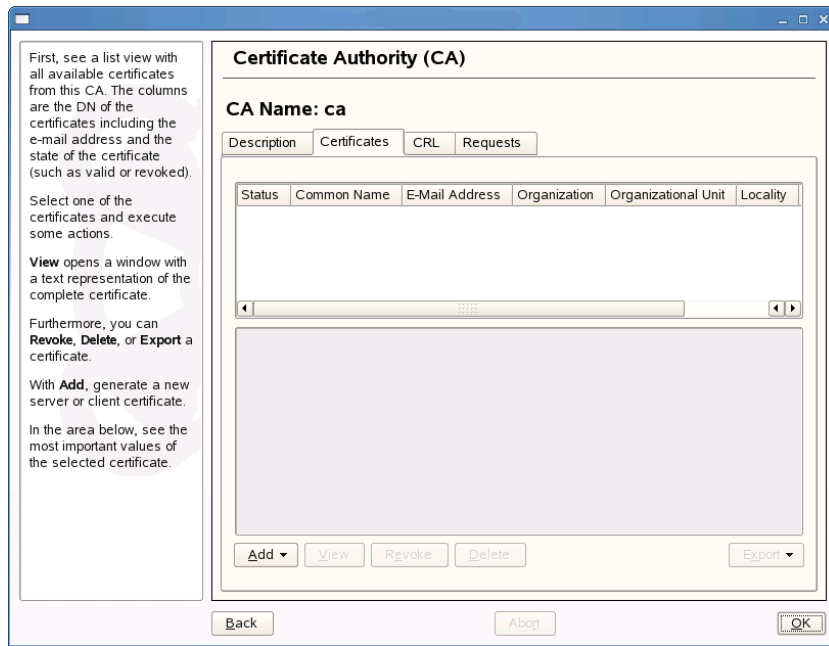 First, see a list view with
all available certificates
from this CA. The columns
are the DN of the
certificates including the
e-mail address and the
state of the certificate
(such as valid or revoked).
Select one of the
certificates and execute
some actions.
View opens a window with
a text representation of the
complete certificate.
Furthermore, you can
Revoke, Delete, or Export a
certificate.
With Add, generate a new
server or client certificate.
In the area below, see the
most important values of
the selected certificate.
Certificate Authority (CA)
CA Name: ca
Description Certificates CRL Requests
Status Common Name E-Mail Address Organization Organizational Unit Locality
Add View Revoke Delete Export
Back Abort OK